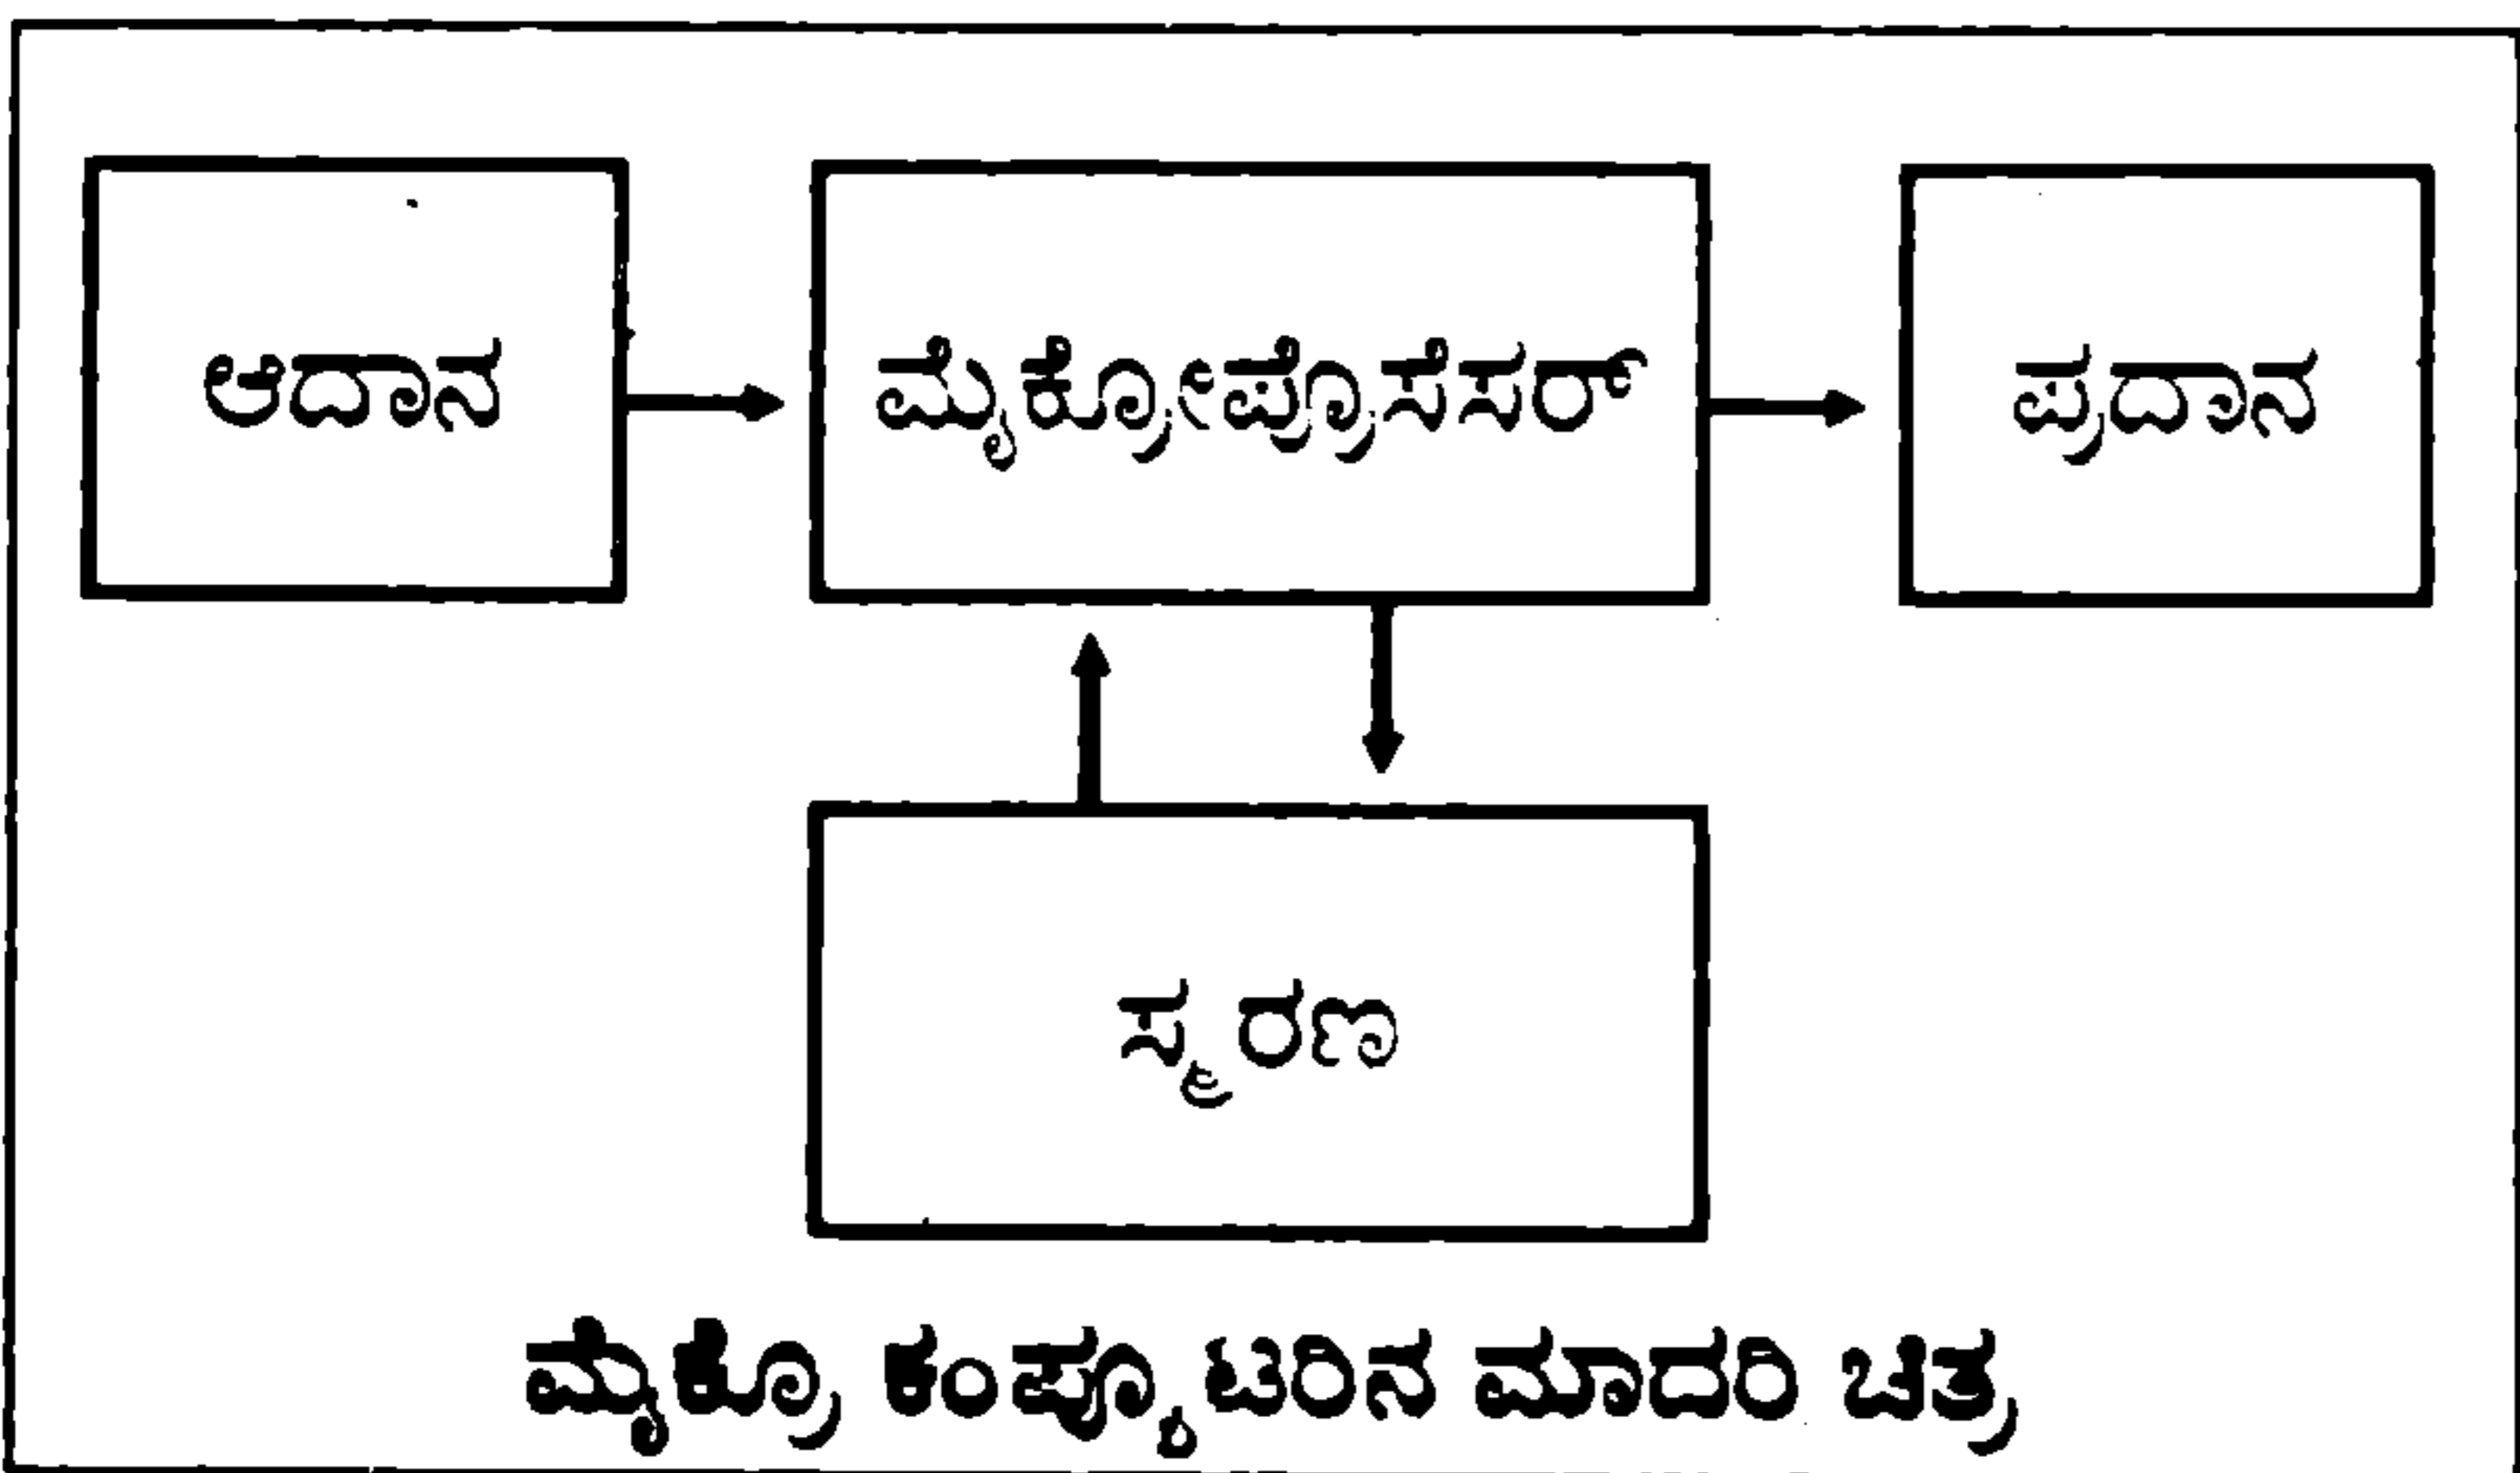 ಆದಾನ
ಮೈಕ್ರೋಪ್ರೊಸೆಸರ್
ಪ್ರದಾನ
ಸ್ಮರಣ
ಮೈಕ್ರೊ ಕಂಪ್ಯೂಟರಿನ ಮಾದರಿ ಚಿತ್ರ